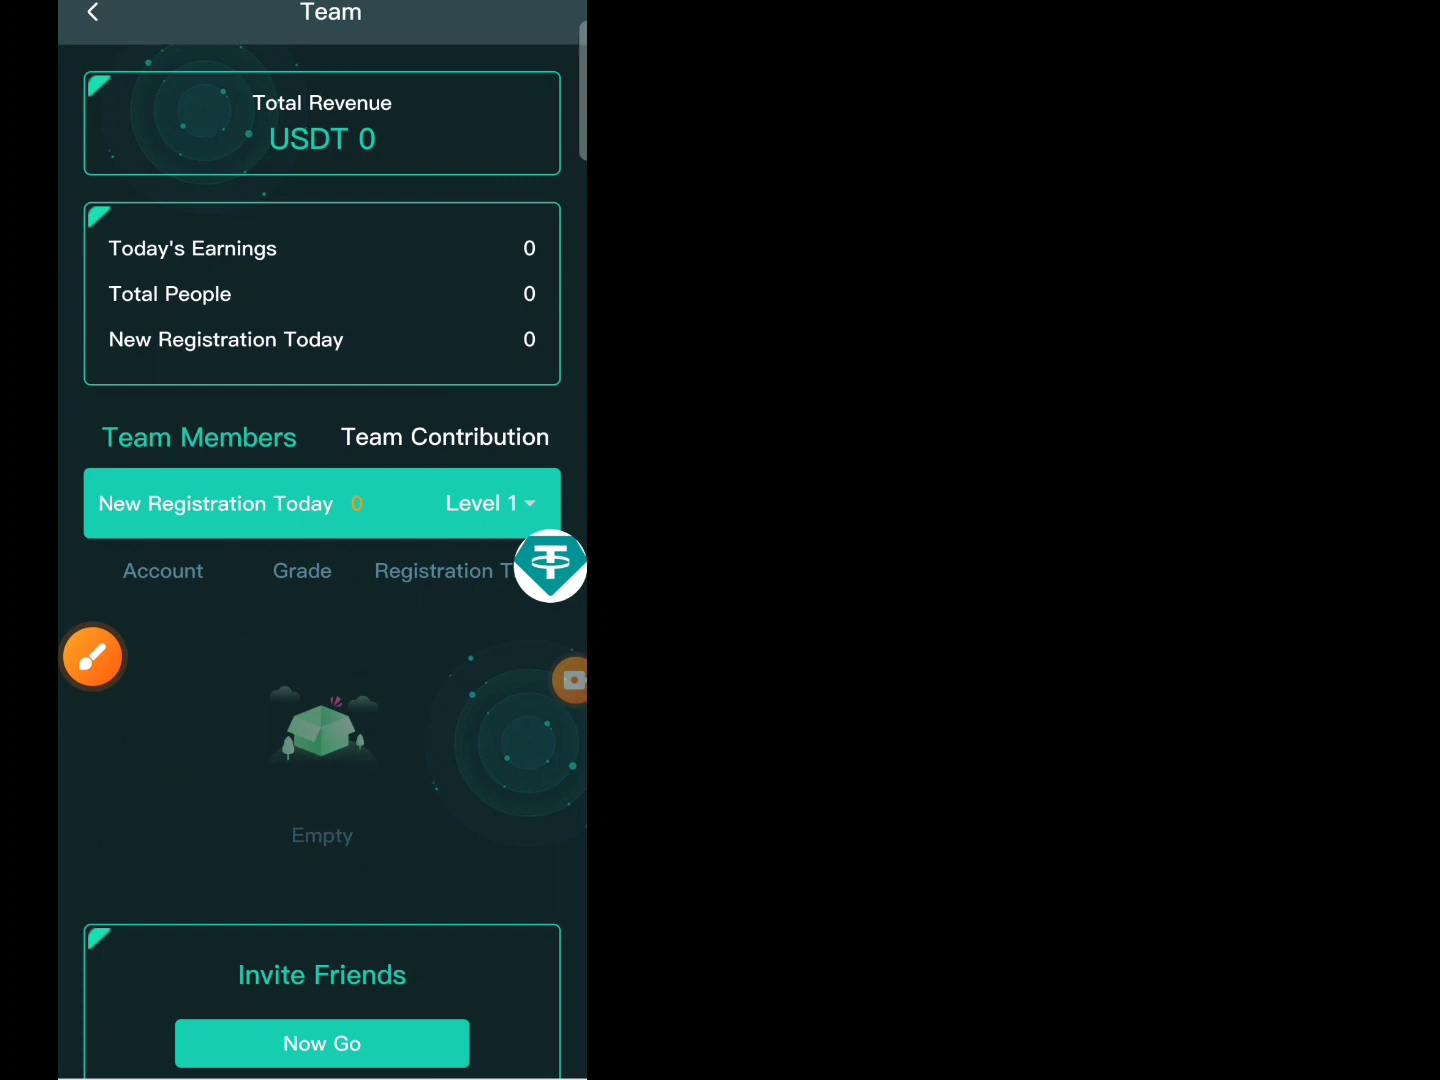 Team
Total Revenue
USDT 0
Today's Earnings 0
Total People 0
New Registration Today 0
Team Members Team Contribution
New Registration Today 0 Level 1
Account Grade Registration T
Empty
Invite Friends
Now Go